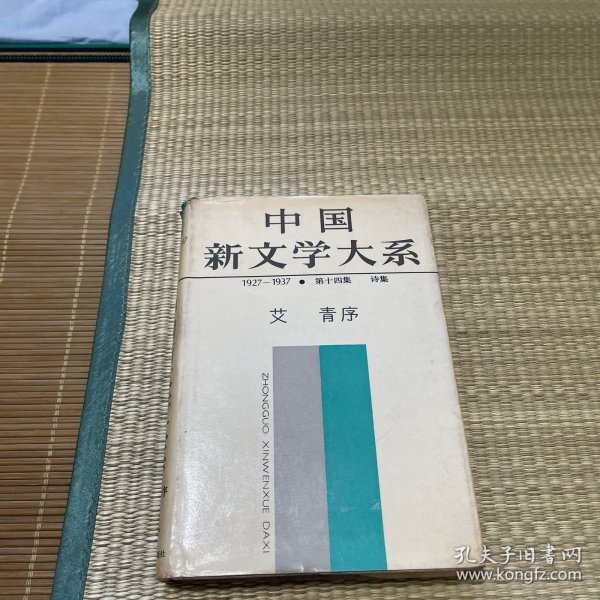 中国
新文学大系
1927—1937 ● 第十四集 诗集
艾 青序
ZHONGGUO XINWENXUE DAXI
孔夫子旧书网
www.kongfz.com